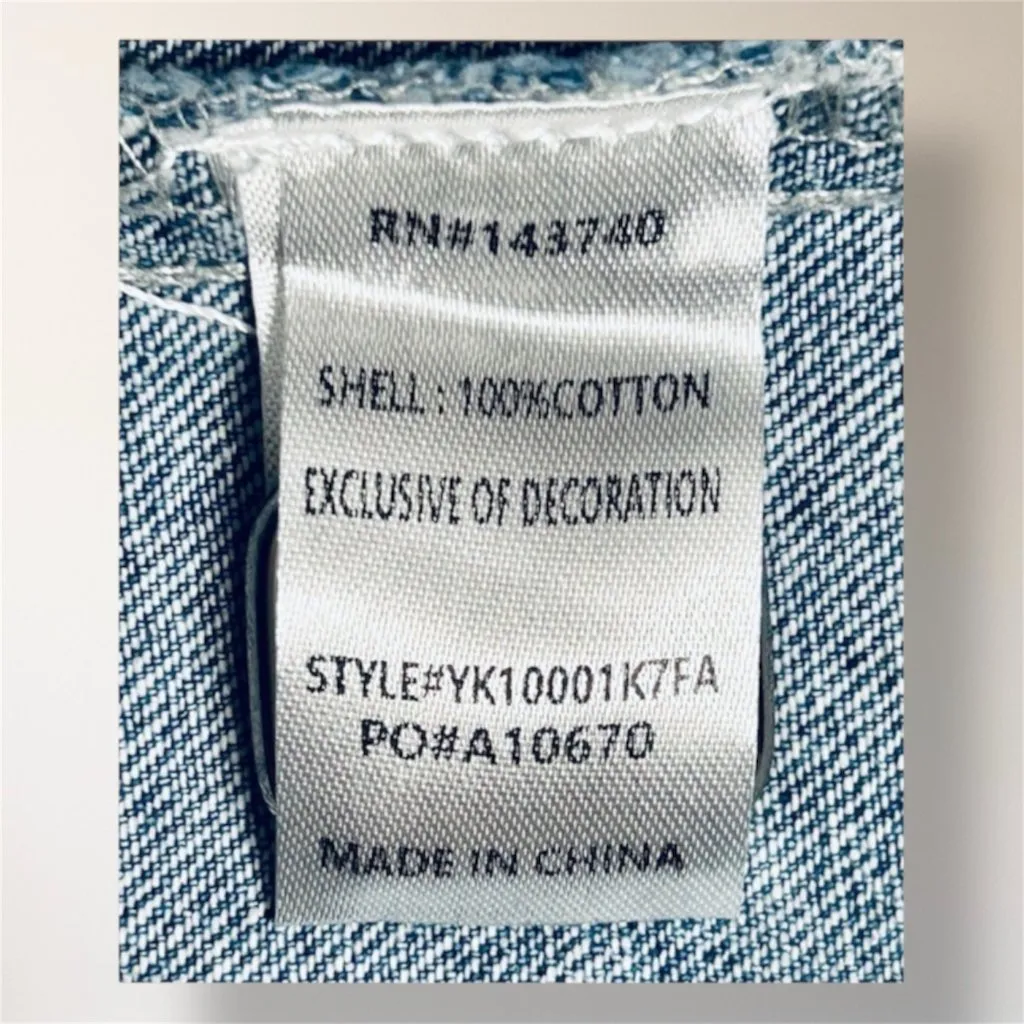 RN#143740
SHELL : 100%COTTON
EXCLUSIVE OF DECORATION
STYLE#YK10001K7FA
PO#A10670
MADE IN CHINA